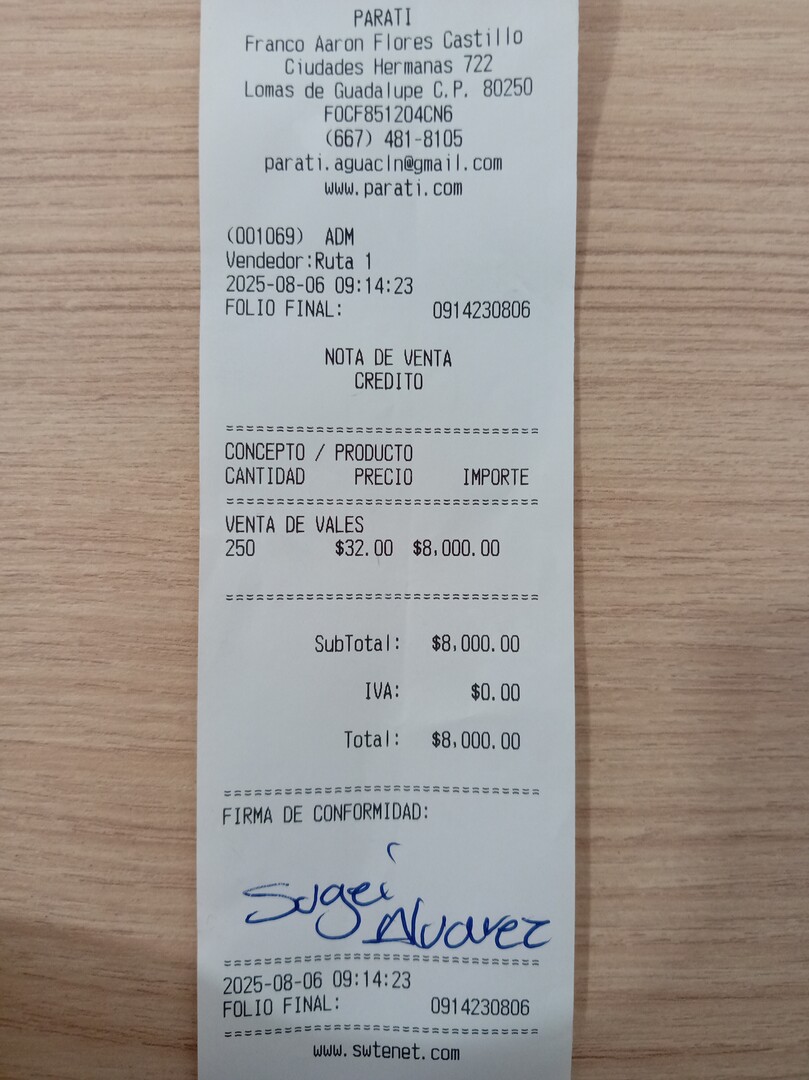 PARATI
Franco Aaron Flores Castillo
Ciudades Hermanas 722
Lomas de Guadalupe C.P. 80250
FOCF851204CN6
(667) 481-8105
parati.aguacln@gmail.com
www.parati.com
(001069) ADM
Vendedor:Ruta 1
2025-08-06 09:14:23
FOLIO FINAL: 0914230806
NOTA DE VENTA
CREDITO
===============================
CONCEPTO / PRODUCTO
CANTIDAD PRECIO IMPORTE
===============================
VENTA DE VALES
250 $32.00 $8,000.00
===============================
SubTotal: $8,000.00
IVA: $0.00
Total: $8,000.00
===============================
FIRMA DE CONFORMIDAD:
Sugei
Alvarez
===============================
2025-08-06 09:14:23
FOLIO FINAL: 0914230806
===============================
www.swtenet.com